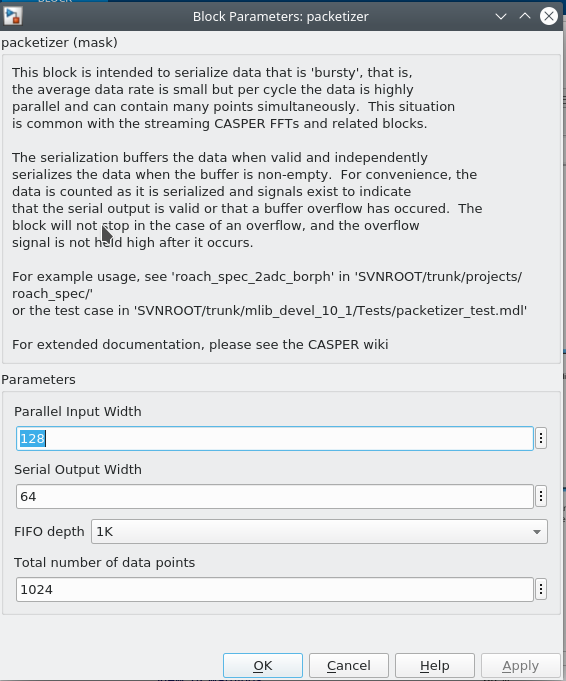 BLOCK
Block Parameters: packetizer
packetizer (mask)
This block is intended to serialize data that is 'bursty', that is,
the average data rate is small but per cycle the data is highly
parallel and can contain many points simultaneously.  This situation
is common with the streaming CASPER FFTs and related blocks.
The serialization buffers the data when valid and independently
serializes the data when the buffer is non-empty.  For convenience, the
data is counted as it is serialized and signals exist to indicate
that the serial output is valid or that a buffer overflow has occured.  The
block will not stop in the case of an overflow, and the overflow
signal is not held high after it occurs.
For example usage, see 'roach_spec_2adc_borph' in 'SVNROOT/trunk/projects/
roach_spec/'
or the test case in 'SVNROOT/trunk/mlib_devel_10_1/Tests/packetizer_test.mdl'
For extended documentation, please see the CASPER wiki
Parameters
Parallel Input Width
128
Serial Output Width
64
FIFO depth 1K
Total number of data points
1024
OK Cancel Help Apply